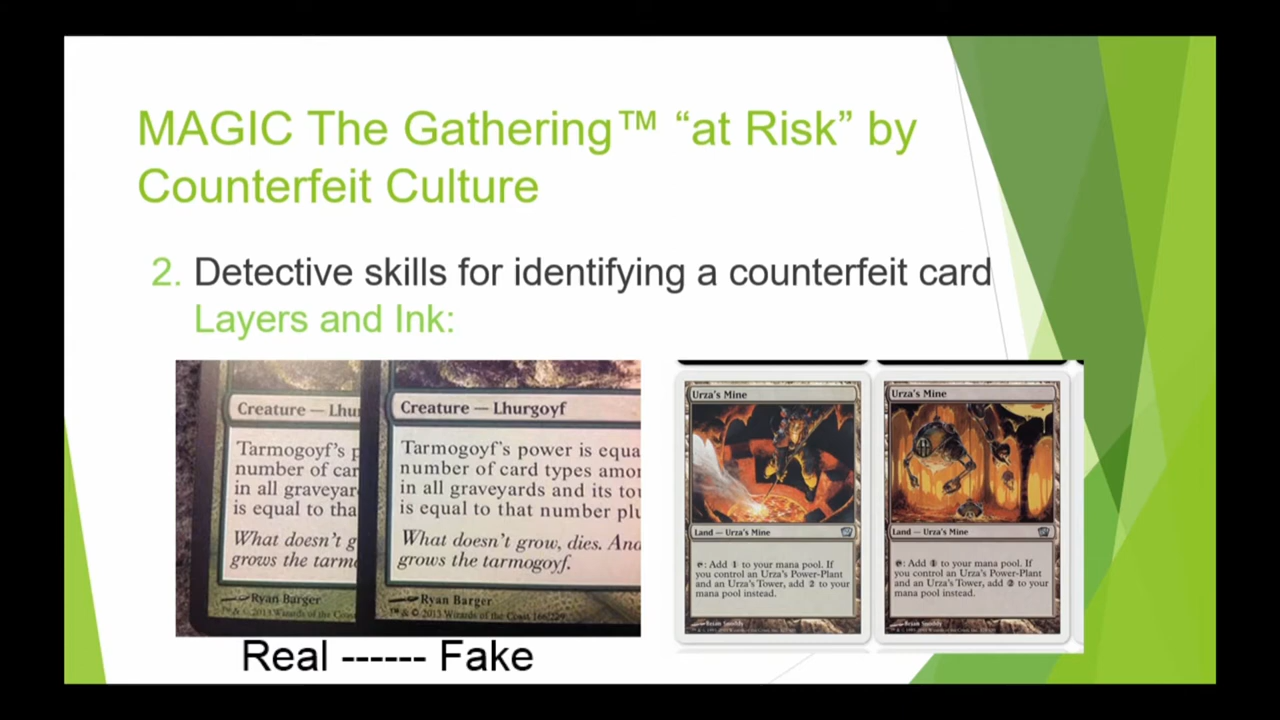 MAGIC The Gathering™ “at Risk” by
Counterfeit Culture
2. Detective skills for identifying a counterfeit card
Layers and Ink:
Creature — Lhu
Tarmogoyf's p
number of car
in all graveyar
is equal to tha
What doesn't g
grows the tarm
Ryan Barger
™ & © 2013 Wizards of the Coas
Creature — Lhurgoyf
Tarmogoyf's power is equa
number of card types amon
in all graveyards and its tou
is equal to that number plu
What doesn't grow, dies. And
grows the tarmogoyf.
Ryan Barger
™ & © 2013 Wizards of the Coast 166/229
Real ------ Fake
Urza's Mine
Land — Urza's Mine
: Add 1 to your mana pool. If
you control an Urza's Power-Plant
and an Urza's Tower, add 2 to your
mana pool instead.
Brian Snoddy
Urza's Mine
Land — Urza's Mine
: Add 1 to your mana pool. If
you control an Urza's Power-Plant
and an Urza's Tower, add 2 to your
mana pool instead.
Brian Snoddy